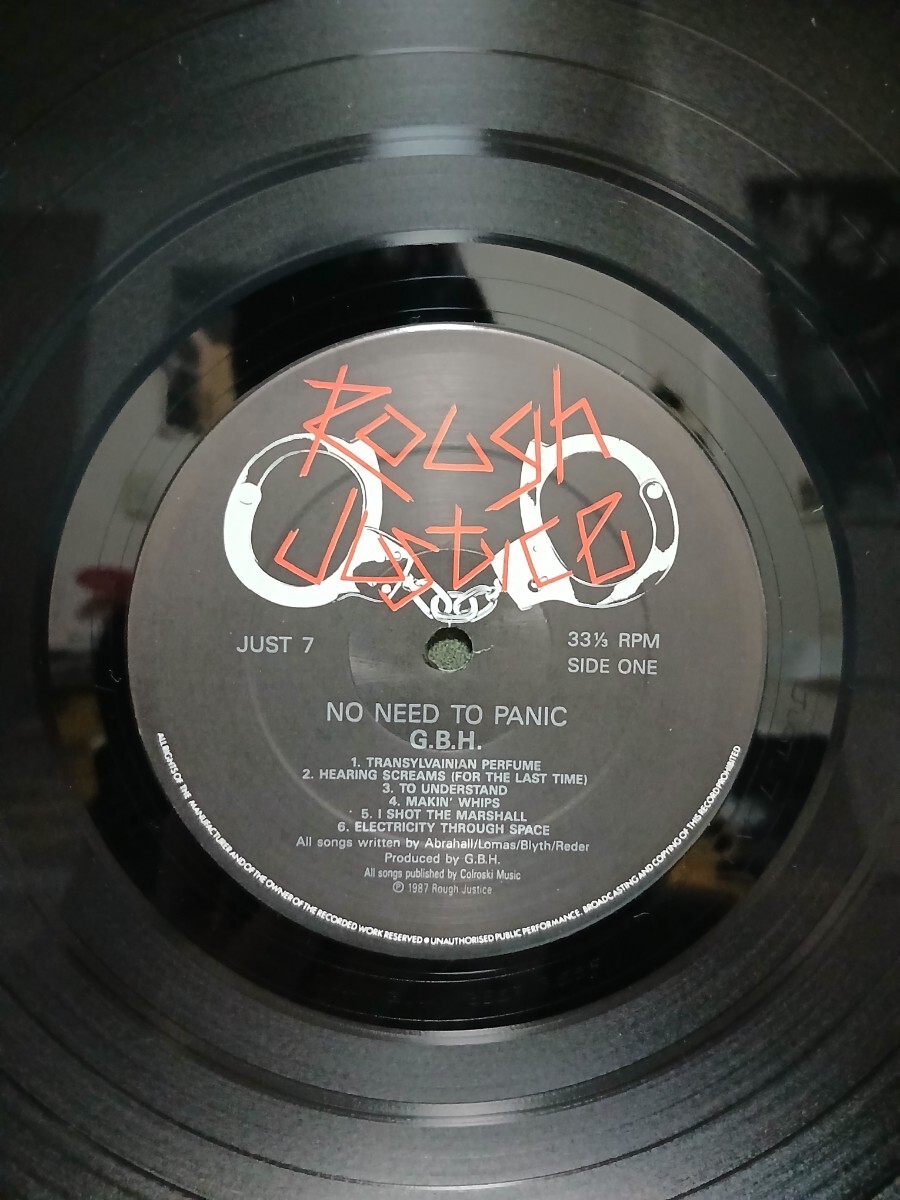 Rough
Justice
JUST 7
33⅓ RPM
SIDE ONE
NO NEED TO PANIC
G.B.H.
1. TRANSYLVAINIAN PERFUME
2. HEARING SCREAMS (FOR THE LAST TIME)
3. TO UNDERSTAND
4. MAKIN' WHIPS
5. I SHOT THE MARSHALL
6. ELECTRICITY THROUGH SPACE
All songs written by Abrahall/Lomas/Blyth/Reder
Produced by G.B.H.
All songs published by Colroski Music
℗ 1987 Rough Justice
ALL RIGHTS OF THE MANUFACTURER AND OF THE OWNER OF THE RECORDED WORK RESERVED ● UNAUTHORISED PUBLIC PERFORMANCE, BROADCASTING AND COPYING OF THIS RECORD PROHIBITED